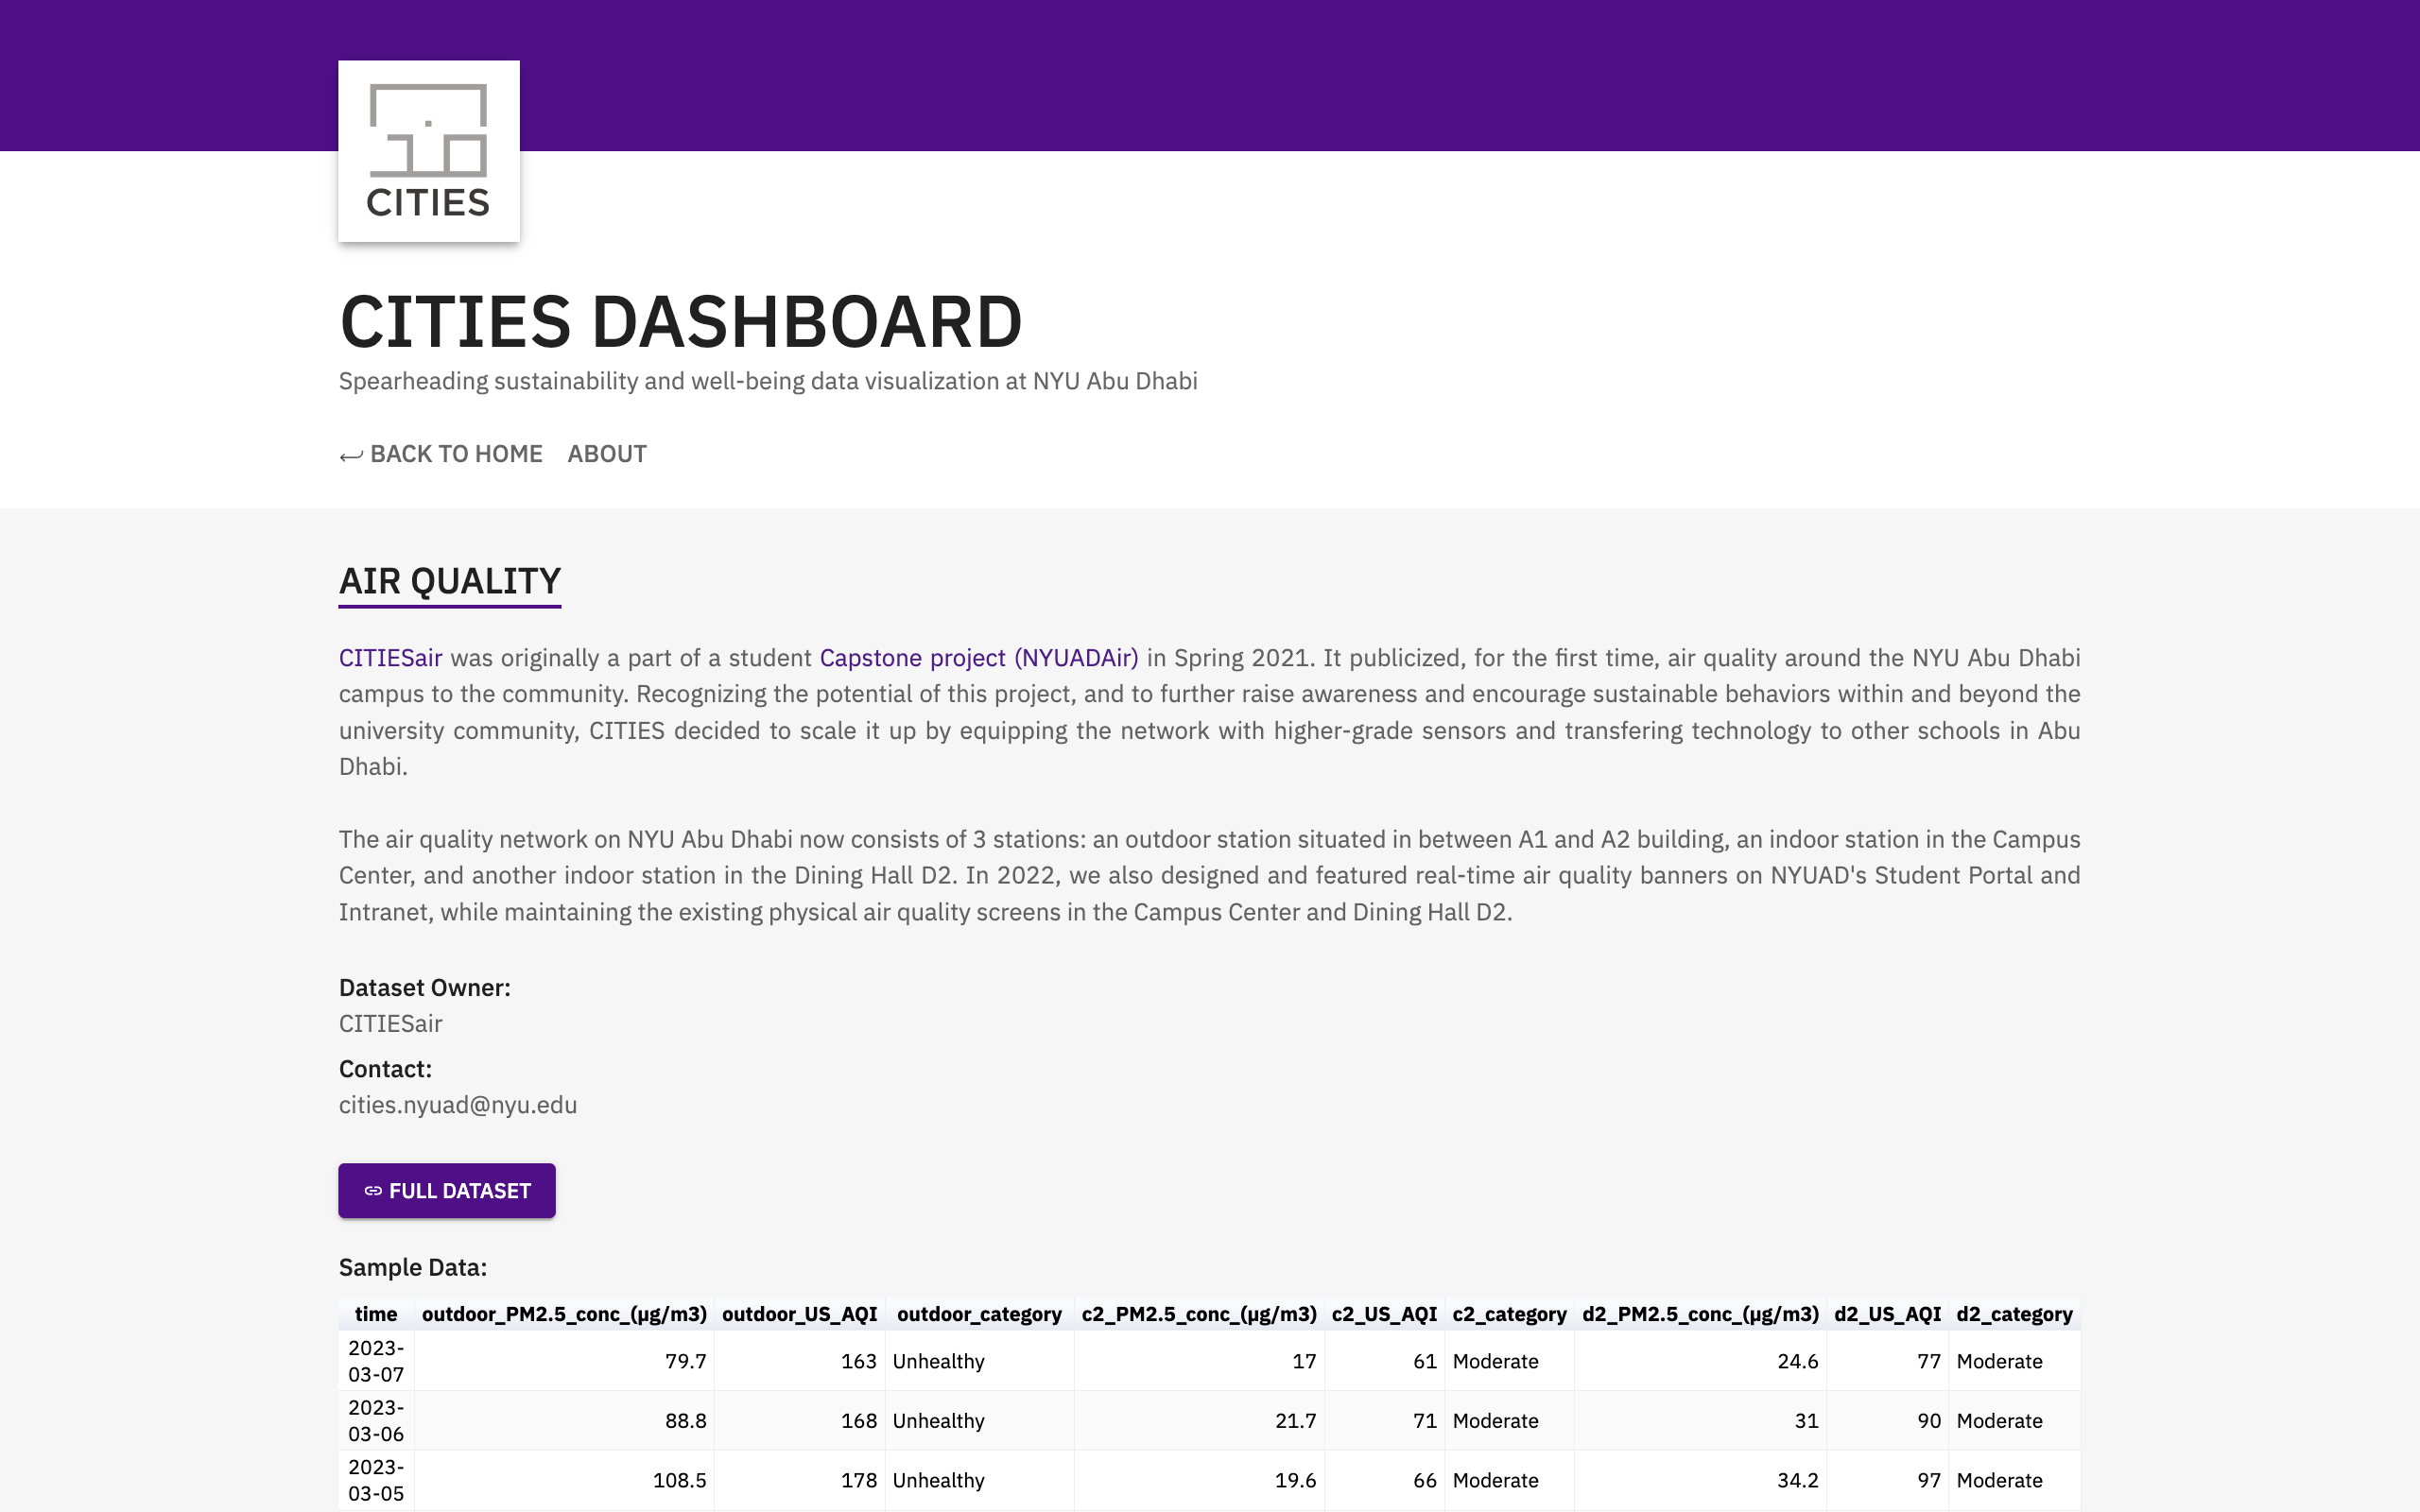 CITIES
CITIES DASHBOARD
Spearheading sustainability and well-being data visualization at NYU Abu Dhabi
BACK TO HOME ABOUT
AIR QUALITY
CITIESair was originally a part of a student Capstone project (NYUADAir) in Spring 2021. It publicized, for the first time, air quality around the NYU Abu Dhabi
campus to the community. Recognizing the potential of this project, and to further raise awareness and encourage sustainable behaviors within and beyond the
university community, CITIES decided to scale it up by equipping the network with higher-grade sensors and transfering technology to other schools in Abu
Dhabi.
The air quality network on NYU Abu Dhabi now consists of 3 stations: an outdoor station situated in between A1 and A2 building, an indoor station in the Campus
Center, and another indoor station in the Dining Hall D2. In 2022, we also designed and featured real-time air quality banners on NYUAD's Student Portal and
Intranet, while maintaining the existing physical air quality screens in the Campus Center and Dining Hall D2.
Dataset Owner:
CITIESair
Contact:
cities.nyuad@nyu.edu
FULL DATASET
Sample Data:
time outdoor_PM2.5_conc_(µg/m3) outdoor_US_AQI outdoor_category c2_PM2.5_conc_(µg/m3) c2_US_AQI c2_category d2_PM2.5_conc_(µg/m3) d2_US_AQI d2_category
2023-
03-07 79.7 163 Unhealthy 17 61 Moderate 24.6 77 Moderate
2023-
03-06 88.8 168 Unhealthy 21.7 71 Moderate 31 90 Moderate
2023-
03-05 108.5 178 Unhealthy 19.6 66 Moderate 34.2 97 Moderate